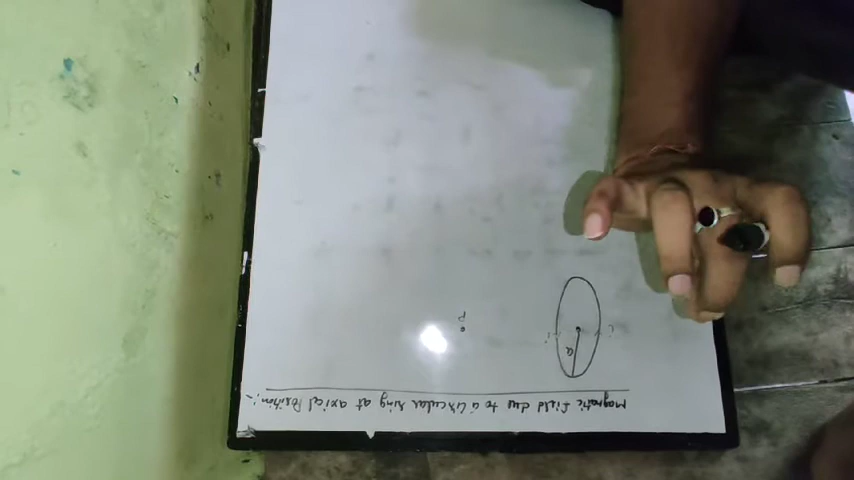 Magnetic field due to a circular ring at axial Position:-
a
i
i
P